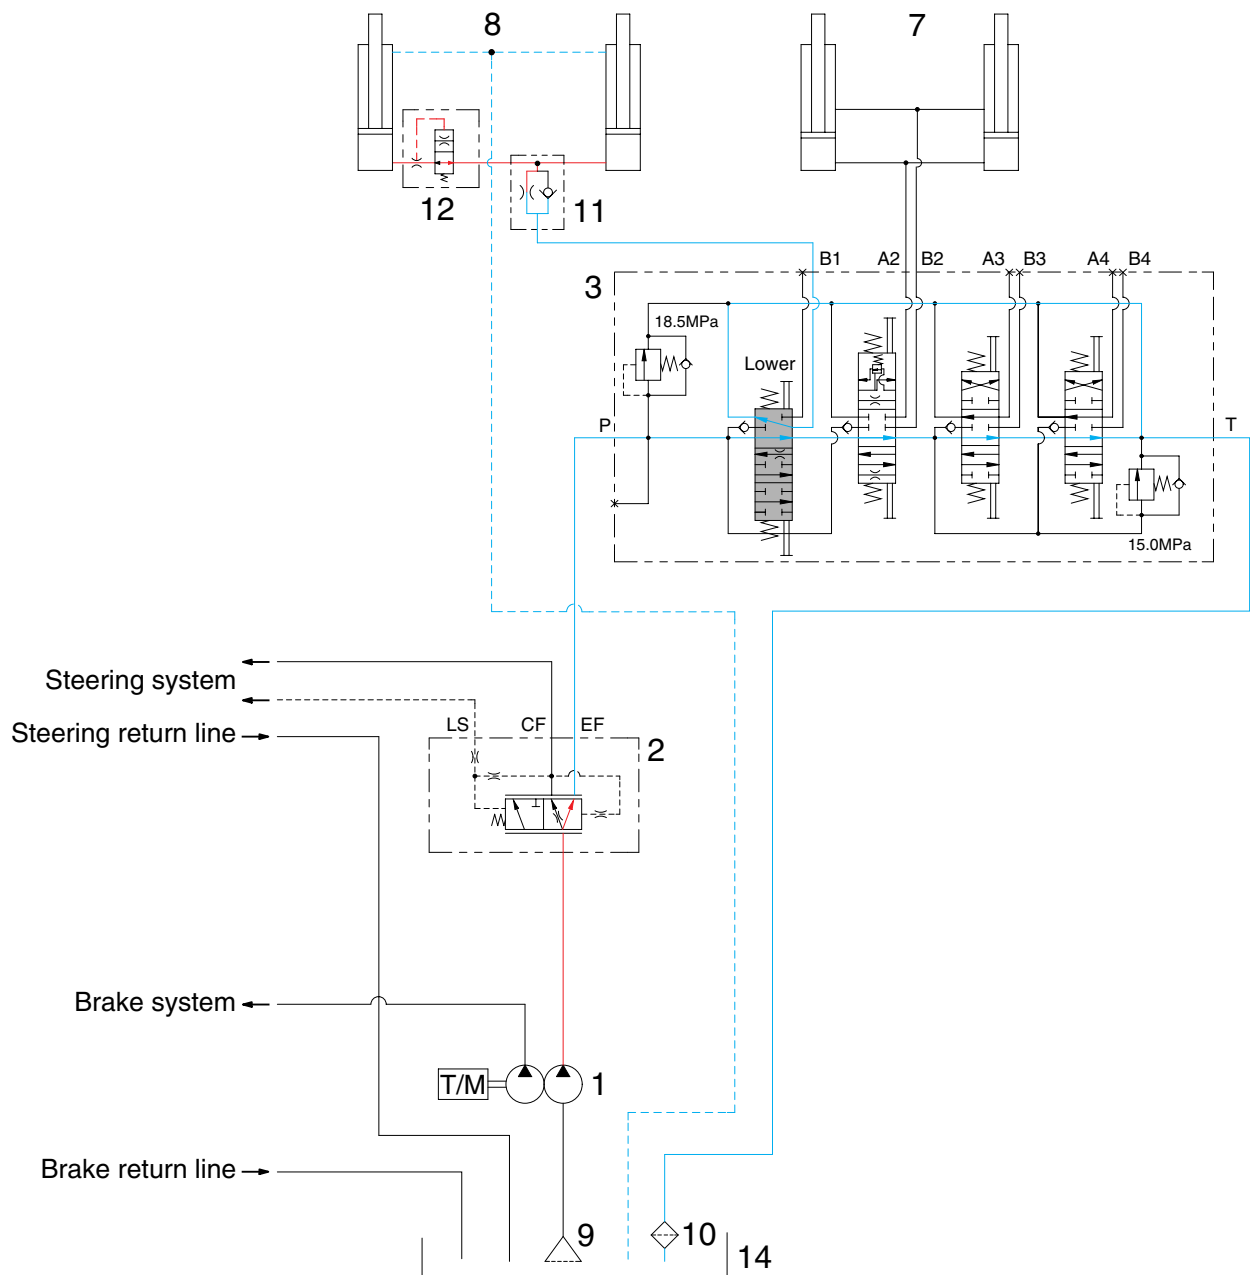 8
7
12
11
B1
A2
B2
A3
B3
A4
B4
3
18.5MPa
Lower
P
T
15.0MPa
Steering system
Steering return line
LS
CF
EF
2
Brake system
T/M
1
Brake return line
9
10
14